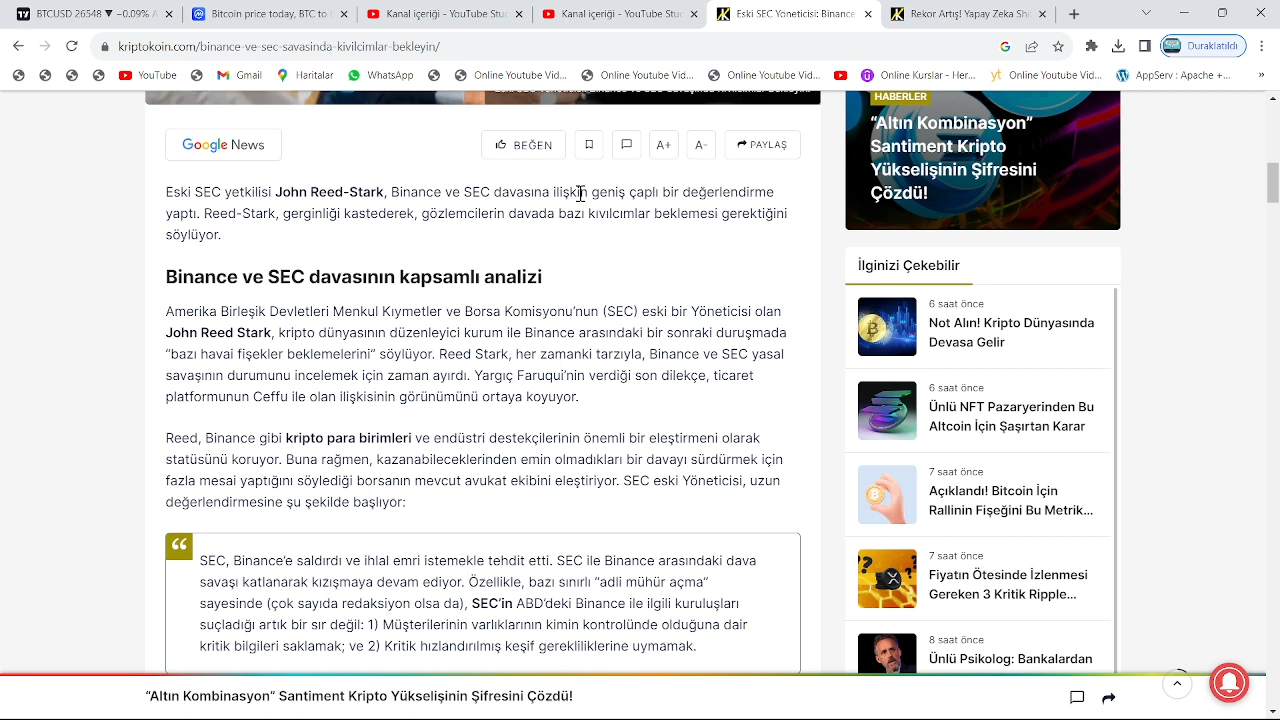 BTCUSD 26548 ▼ −0.09% A
Bitcoin price today, BTC to U
Kanal içeriği - YouTube Stud
Kanal içeriği - YouTube Stud
Eski SEC Yöneticisi: Binance
Rekor Artış! Yapay Zeka Shi
kriptokoin.com/binance-ve-sec-savasinda-kivilcimlar-bekleyin/
Duraklatıldı
YouTube
Gmail
Haritalar
WhatsApp
Online Youtube Vid...
Online Youtube Vid...
Online Youtube Vid...
Online Kurslar - Her...
Online Youtube Vid...
AppServ : Apache +...
»
Google News
BEĞEN
A+
A-
PAYLAŞ
Eski SEC yetkilisi John Reed-Stark, Binance ve SEC davasına ilişkin geniş çaplı bir değerlendirme
yaptı. Reed-Stark, gerginliği kastederek, gözlemcilerin davada bazı kıvılcımlar beklemesi gerektiğini
söylüyor.
Binance ve SEC davasının kapsamlı analizi
Amerika Birleşik Devletleri Menkul Kıymetler ve Borsa Komisyonu’nun (SEC) eski bir Yöneticisi olan
John Reed Stark, kripto dünyasının düzenleyici kurum ile Binance arasındaki bir sonraki duruşmada
“bazı havai fişekler beklemelerini” söylüyor. Reed Stark, her zamanki tarzıyla, Binance ve SEC yasal
savaşının durumunu incelemek için zaman ayırdı. Yargıç Faruqui’nin verdiği son dilekçe, ticaret
platformunun Ceffu ile olan ilişkisinin görünümünü ortaya koyuyor.
Reed, Binance gibi kripto para birimleri ve endüstri destekçilerinin önemli bir eleştirmeni olarak
statüsünü koruyor. Buna rağmen, kazanabileceklerinden emin olmadıkları bir davayı sürdürmek için
fazla mesai yaptığını söylediği borsanın mevcut avukat ekibini eleştiriyor. SEC eski Yöneticisi, uzun
değerlendirmesine şu şekilde başlıyor:
“
SEC, Binance’e saldırdı ve ihlal emri istemekle tehdit etti. SEC ile Binance arasındaki dava
savaşı katlanarak kızışmaya devam ediyor. Özellikle, bazı sınırlı “adli mühür açma”
sayesinde (çok sayıda redaksiyon olsa da), SEC’in ABD’deki Binance ile ilgili kuruluşları
suçladığı artık bir sır değil: 1) Müşterilerinin varlıklarının kimin kontrolünde olduğuna dair
kritik bilgileri saklamak; ve 2) Kritik hızlandırılmış keşif gerekliliklerine uymamak.
HABERLER
“Altın Kombinasyon”
Santiment Kripto
Yükselişinin Şifresini
Çözdü!
İlginizi Çekebilir
6 saat önce
Not Alın! Kripto Dünyasında
Devasa Gelir
6 saat önce
Ünlü NFT Pazaryerinden Bu
Altcoin İçin Şaşırtan Karar
7 saat önce
Açıklandı! Bitcoin İçin
Rallinin Fişeğini Bu Metrik...
7 saat önce
Fiyatın Ötesinde İzlenmesi
Gereken 3 Kritik Ripple...
8 saat önce
Ünlü Psikolog: Bankalardan
“Altın Kombinasyon” Santiment Kripto Yükselişinin Şifresini Çözdü!